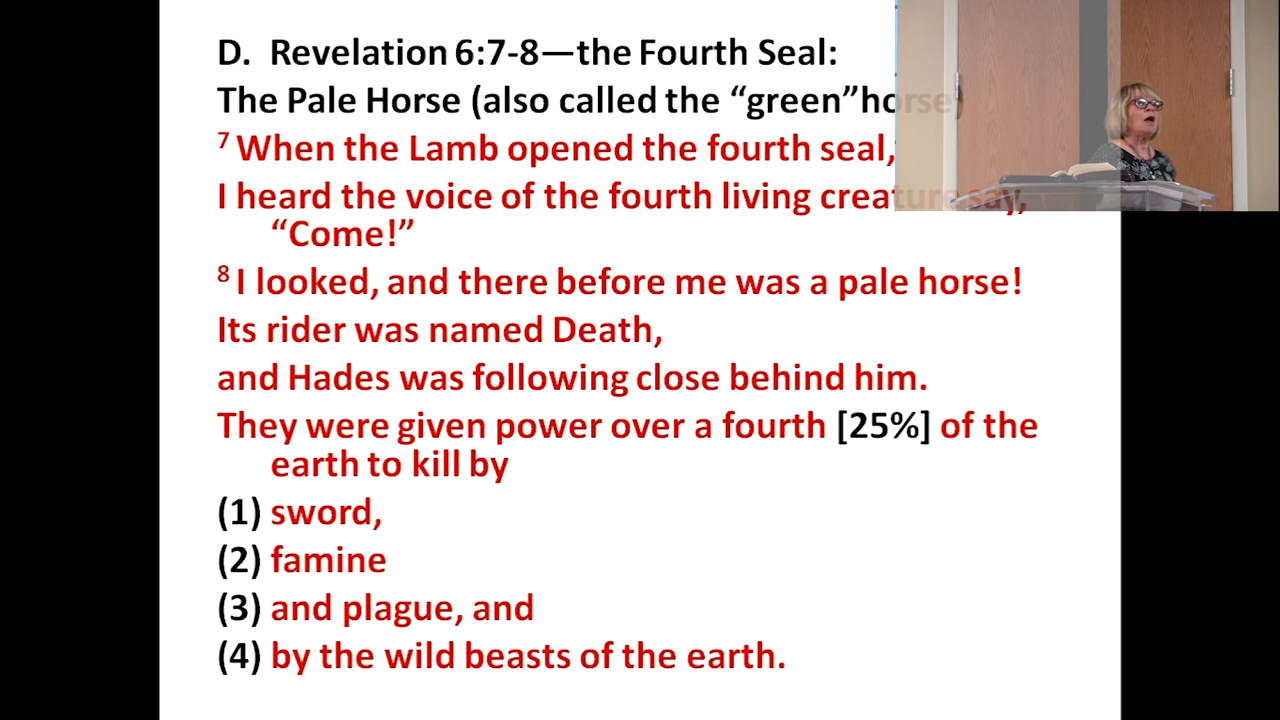 D. Revelation 6:7-8—the Fourth Seal:
The Pale Horse (also called the “green”horse)
7 When the Lamb opened the fourth seal,
I heard the voice of the fourth living creature say,
“Come!”
8 I looked, and there before me was a pale horse!
Its rider was named Death,
and Hades was following close behind him.
They were given power over a fourth [25%] of the
earth to kill by
(1) sword,
(2) famine
(3) and plague, and
(4) by the wild beasts of the earth.